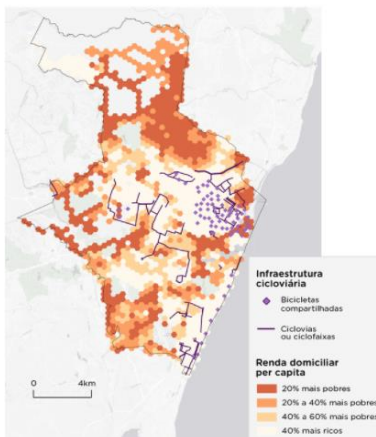 Infraestrutura
cicloviária
Bicicletas
compartilhadas
Ciclovias
ou ciclofaixas
Renda domiciliar
per capita
20% mais pobres
20% a 40% mais pobres
40% a 60% mais pobres
40% mais ricos
0 4km